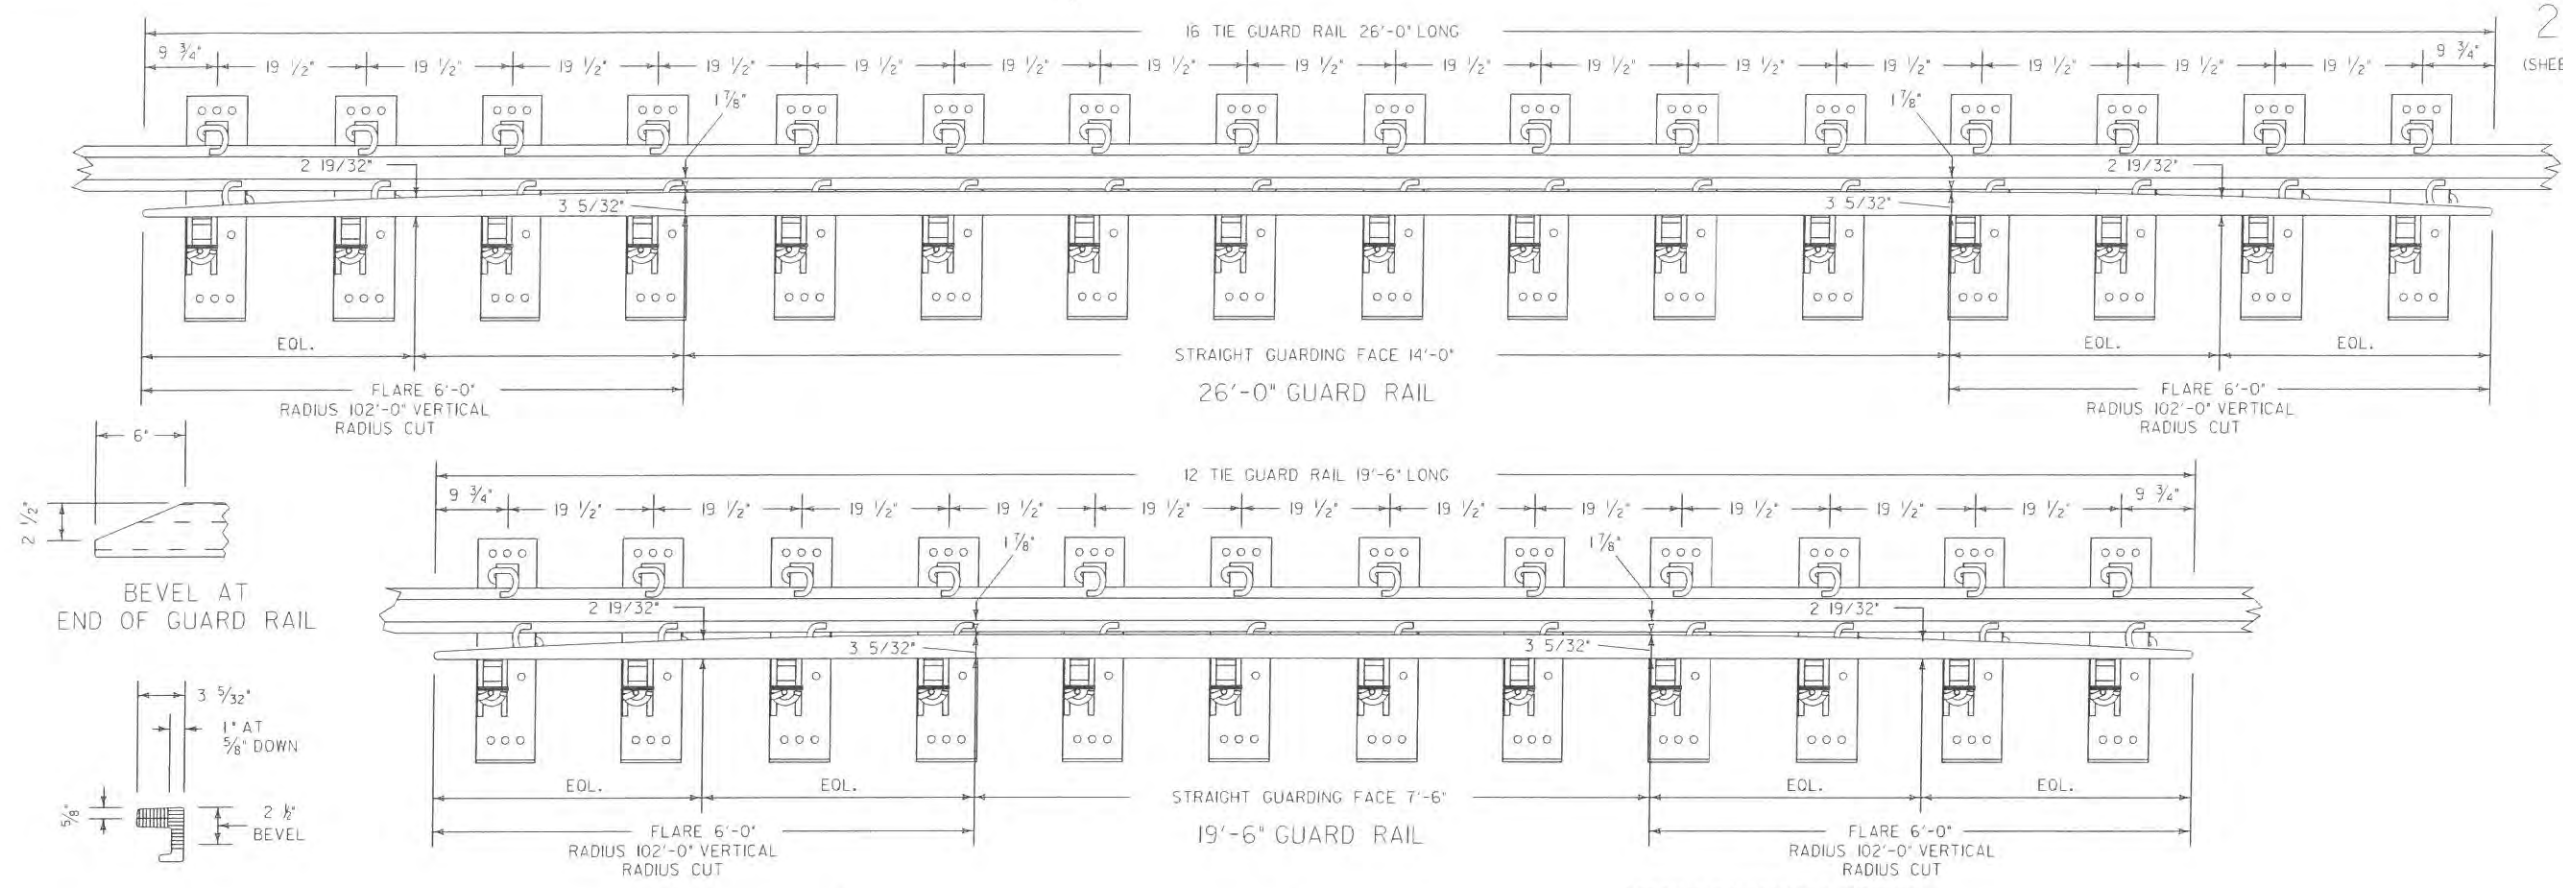 16 TIE GUARD RAIL 26'-0" LONG
2
(SHEE
9 3/4" 19 1/2" 19 1/2" 19 1/2" 19 1/2" 19 1/2" 19 1/2" 19 1/2" 19 1/2" 19 1/2" 19 1/2" 19 1/2" 19 1/2" 19 1/2" 19 1/2" 19 1/2" 9 3/4"
1 7/8" 1 7/8"
2 19/32" 2 19/32"
3 5/32" 3 5/32"
EQL. EQL. EQL.
STRAIGHT GUARDING FACE 14'-0"
FLARE 6'-0"
RADIUS 102'-0" VERTICAL
RADIUS CUT
26'-0" GUARD RAIL
FLARE 6'-0"
RADIUS 102'-0" VERTICAL
RADIUS CUT
6"
2 1/2"
BEVEL AT
END OF GUARD RAIL
12 TIE GUARD RAIL 19'-6" LONG
9 3/4" 19 1/2" 19 1/2" 19 1/2" 19 1/2" 19 1/2" 19 1/2" 19 1/2" 19 1/2" 19 1/2" 19 1/2" 19 1/2" 9 3/4"
1 7/8" 1 7/8"
2 19/32" 2 19/32"
3 5/32" 3 5/32"
3 5/32"
1" AT
5/8" DOWN
5/8"
2 1/2"
BEVEL
EQL. EQL. EQL. EQL.
STRAIGHT GUARDING FACE 7'-6"
FLARE 6'-0"
RADIUS 102'-0" VERTICAL
RADIUS CUT
19'-6" GUARD RAIL
FLARE 6'-0"
RADIUS 102'-0" VERTICAL
RADIUS CUT